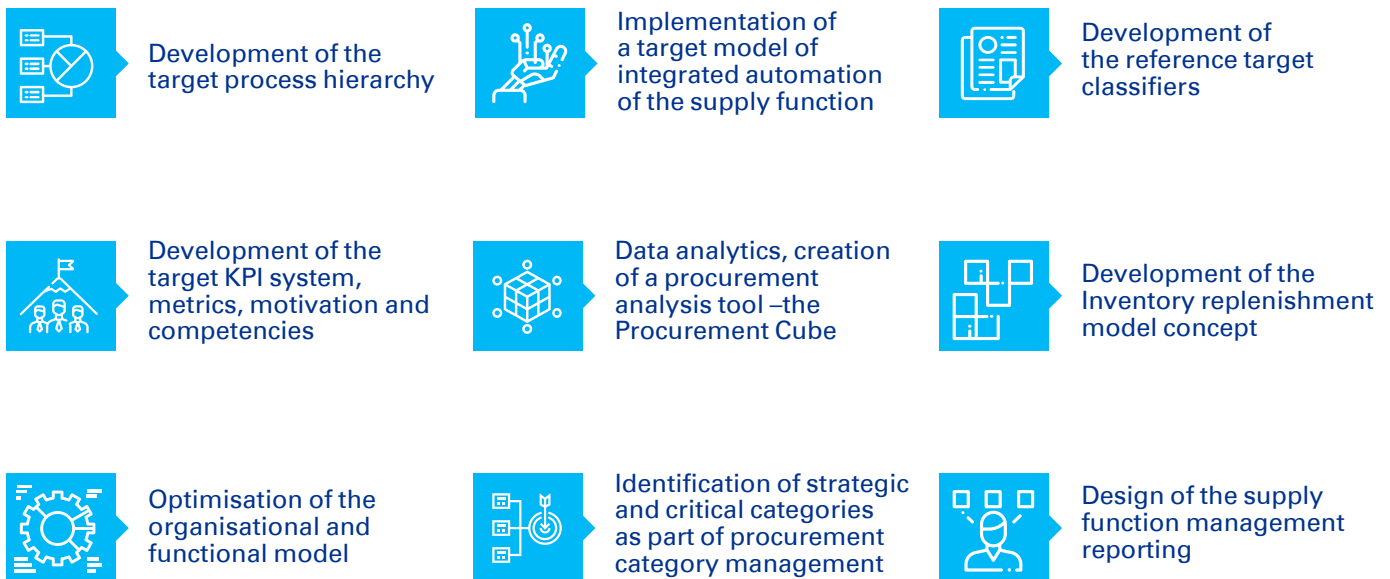 Development of the
target process hierarchy
Implementation of
a target model of
integrated automation
of the supply function
Development of
the reference target
classifiers
Development of the
target KPI system,
metrics, motivation and
competencies
Data analytics, creation
of a procurement
analysis tool –the
Procurement Cube
Development of the
Inventory replenishment
model concept
Optimisation of the
organisational and
functional model
Identification of strategic
and critical categories
as part of procurement
category management
Design of the supply
function management
reporting